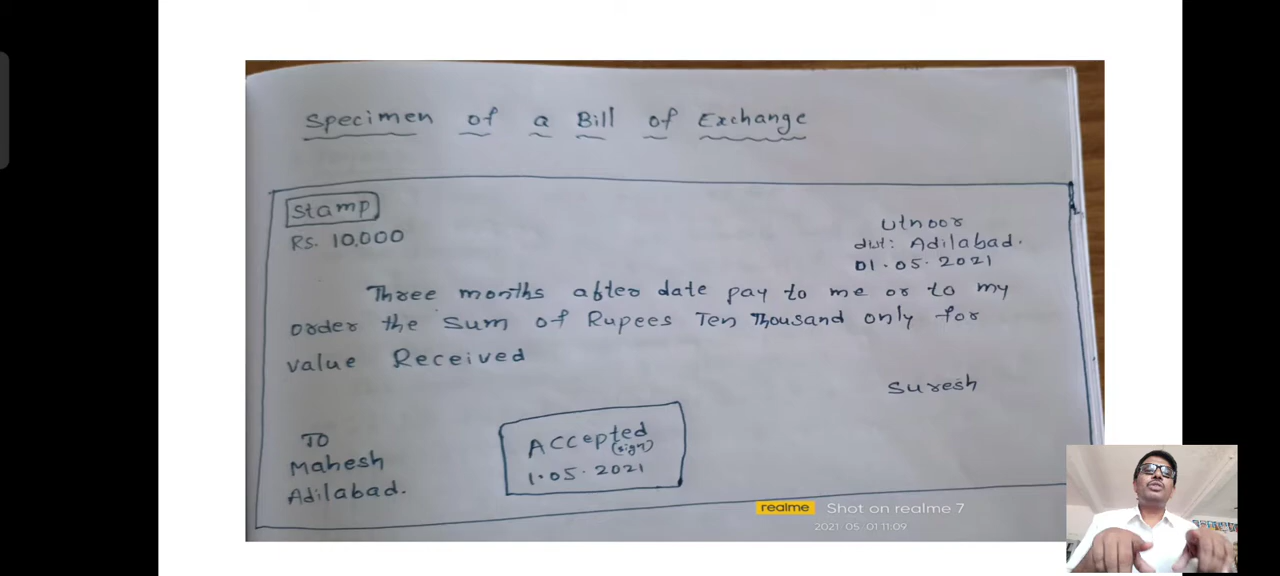 Specimen of a Bill of Exchange
Stamp
Rs. 10,000
Utnoor
dist: Adilabad.
01.05.2021
Three months after date pay to me or to my
order the sum of Rupees Ten Thousand only for
value Received
Suresh
To
Mahesh
Adilabad.
Accepted
(sign)
1.05.2021
realme Shot on realme 7
2021.05.01 11:09